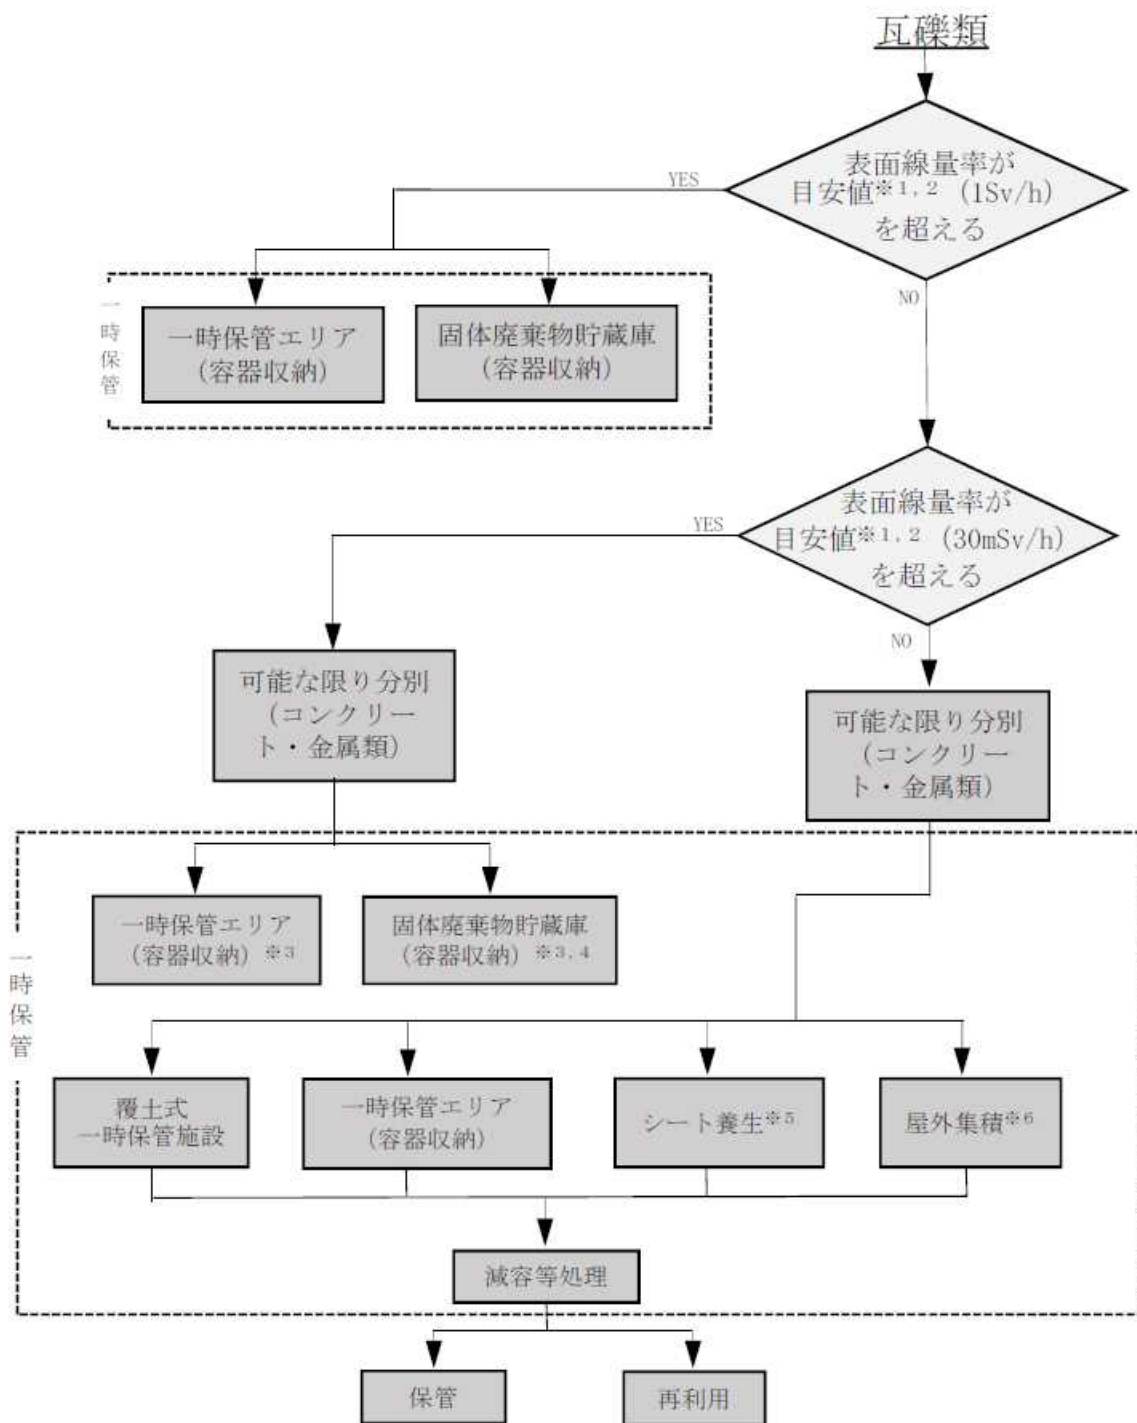 瓦礫類
表面線量率が
目安値※1,2 (1Sv/h)
を超える
YES
NO
一時保管
一時保管エリア
(容器収納)
固体廃棄物貯蔵庫
(容器収納)
表面線量率が
目安値※1,2 (30mSv/h)
を超える
YES
NO
可能な限り分別
(コンクリー
ト・金属類)
可能な限り分別
(コンクリー
ト・金属類)
一時保管
一時保管エリア
(容器収納)※3
固体廃棄物貯蔵庫
(容器収納)※3,4
覆土式
一時保管施設
一時保管エリア
(容器収納)
シート養生※5
屋外集積※6
減容等処理
保管
再利用